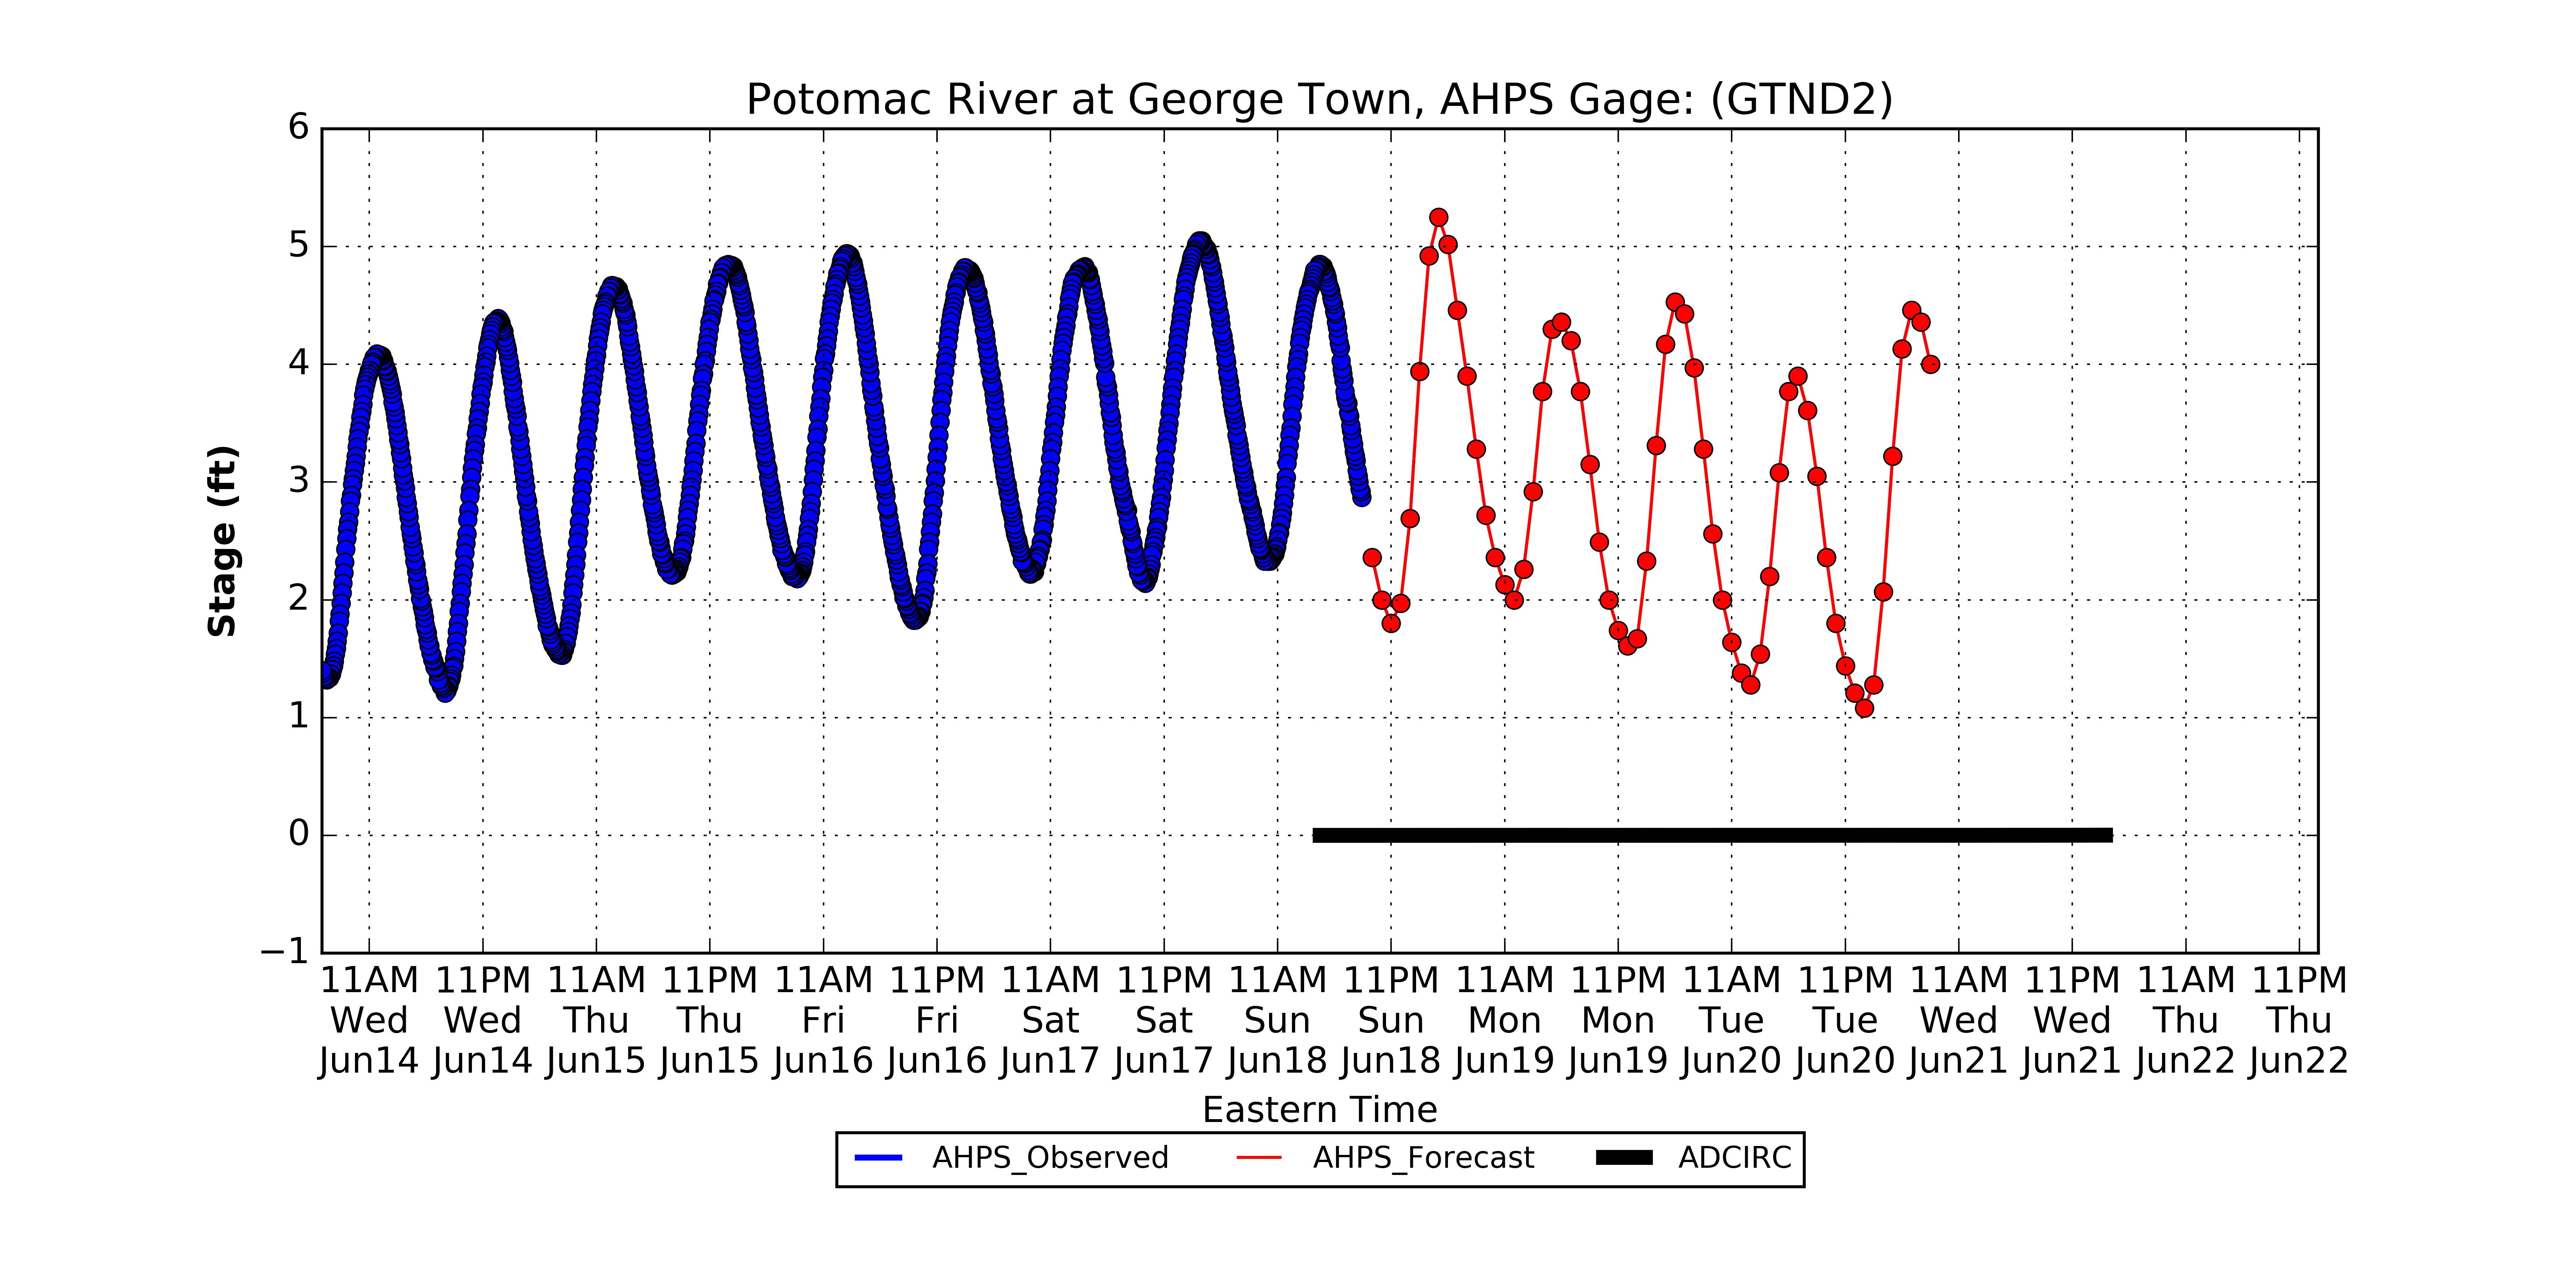 Potomac River at George Town, AHPS Gage: (GTND2)
6
5
4
3
2
1
0
−1
Stage (ft)
11AM 11PM 11AM 11PM 11AM 11PM 11AM 11PM 11AM 11PM 11AM 11PM 11AM 11PM 11AM 11PM 11AM 11PM
Wed Wed Thu Thu Fri Fri Sat Sat Sun Sun Mon Mon Tue Tue Wed Wed Thu Thu
Jun14 Jun14 Jun15 Jun15 Jun16 Jun16 Jun17 Jun17 Jun18 Jun18 Jun19 Jun19 Jun20 Jun20 Jun21 Jun21 Jun22 Jun22
Eastern Time
AHPS_Observed AHPS_Forecast ADCIRC